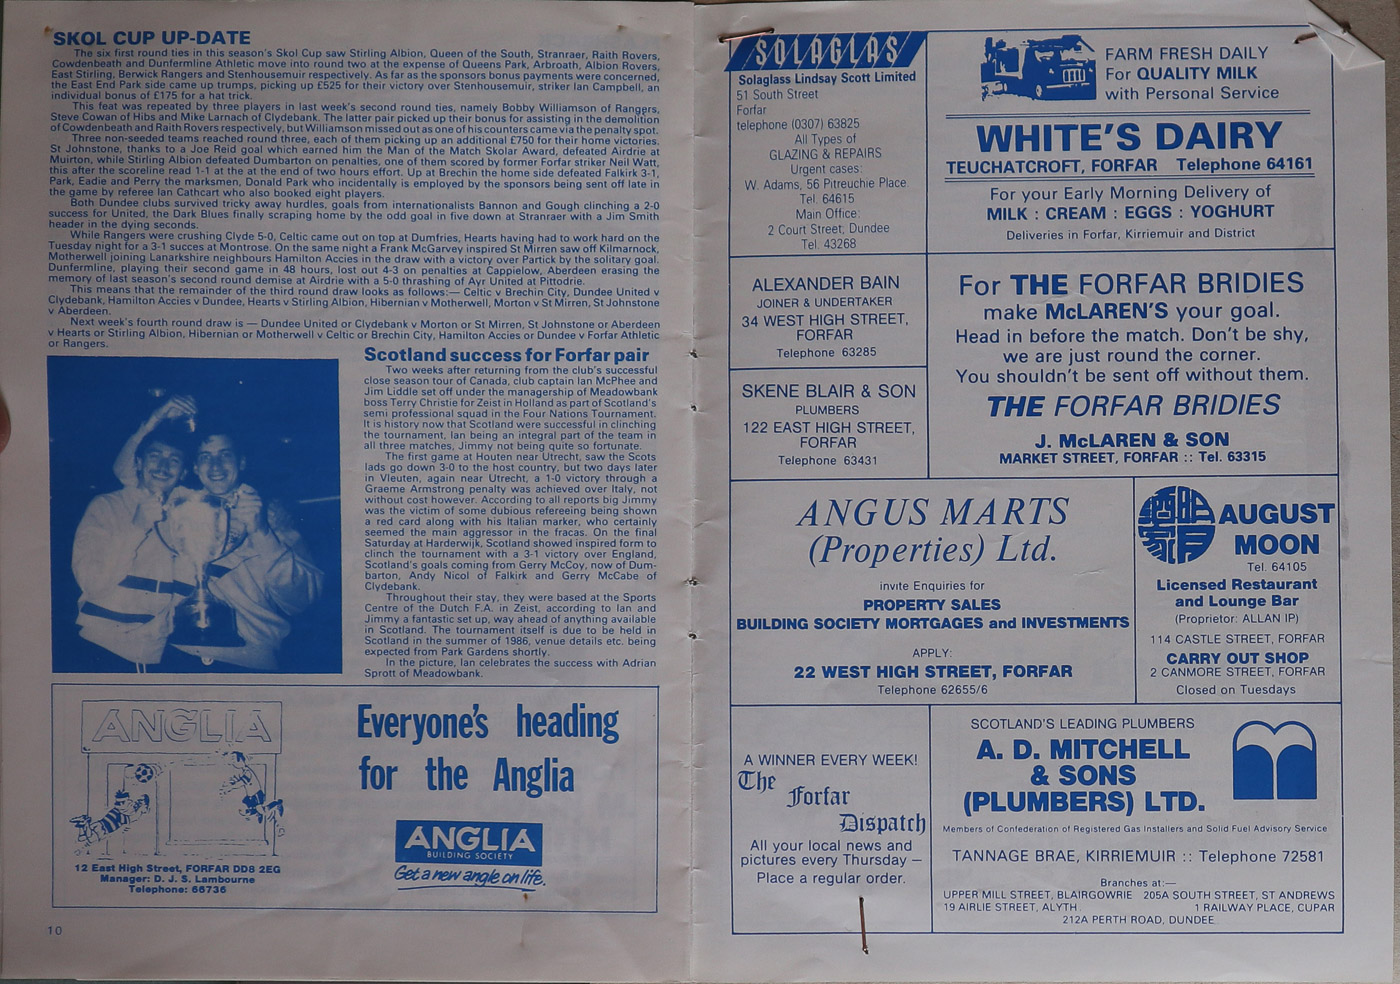 SKOL CUP UP-DATE
The six first round ties in this season's Skol Cup saw Stirling Albion, Queen of the South, Stranraer, Raith Rovers,
Cowdenbeath and Dunfermline Athletic move into round two at the expense of Queens Park, Arbroath, Albion Rovers,
East Stirling, Berwick Rangers and Stenhousemuir respectively. As far as the sponsors bonus payments were concerned,
the East End Park side came up trumps, picking up £525 for their victory over Stenhousemuir, striker Ian Campbell, an
individual bonus of £175 for a hat trick.
This feat was repeated by three players in last week's second round ties, namely Bobby Williamson of Rangers,
Steve Cowan of Hibs and Mike Larnach of Clydebank. The latter pair picked up their bonus for assisting in the demolition
of Cowdenbeath and Raith Rovers respectively, but Williamson missed out as one of his counters came via the penalty spot.
Three non-seeded teams reached round three, each of them picking up an additional £750 for their home victories.
St Johnstone, thanks to a Joe Reid goal which earned him the Man of the Match Skolar Award, defeated Airdrie at
Muirton, while Stirling Albion defeated Dumbarton on penalties, one of them scored by former Forfar striker Neil Watt,
this after the scoreline read 1-1 at the at the end of two hours effort. Up at Brechin the home side defeated Falkirk 3-1,
Park, Eadie and Perry the marksmen, Donald Park who incidentally is employed by the sponsors being sent off late in
the game by referee Ian Cathcart who also booked eight players.
Both Dundee clubs survived tricky away hurdles, goals from internationalists Bannon and Gough clinching a 2-0
success for United, the Dark Blues finally scraping home by the odd goal in five down at Stranraer with a Jim Smith
header in the dying seconds.
While Rangers were crushing Clyde 5-0, Celtic came out on top at Dumfries, Hearts having had to work hard on the
Tuesday night for a 3-1 succes at Montrose. On the same night a Frank McGarvey inspired St Mirren saw off Kilmarnock,
Motherwell joining Lanarkshire neighbours Hamilton Accies in the draw with a victory over Partick by the solitary goal.
Dunfermline, playing their second game in 48 hours, lost out 4-3 on penalties at Cappielow, Aberdeen erasing the
memory of last season's second round demise at Airdrie with a 5-0 thrashing of Ayr United at Pittodrie.
This means that the remainder of the third round draw looks as follows:— Celtic v Brechin City, Dundee United v
Clydebank, Hamilton Accies v Dundee, Hearts v Stirling Albion, Hibernian v Motherwell, Morton v St Mirren, St Johnstone
v Aberdeen.
Next week's fourth round draw is — Dundee United or Clydebank v Morton or St Mirren, St Johnstone or Aberdeen
v Hearts or Stirling Albion, Hibernian or Motherwell v Celtic or Brechin City, Hamilton Accies or Dundee v Forfar Athletic
or Rangers.
Scotland success for Forfar pair
Two weeks after returning from the club's successful
close season tour of Canada, club captain Ian McPhee and
Jim Liddle set off under the managership of Meadowbank
boss Terry Christie for Zeist in Holland as part of Scotland's
semi professional squad in the Four Nations Tournament.
It is history now that Scotland were successful in clinching
the tournament, Ian being an integral part of the team in
all three matches, Jimmy not being quite so fortunate.
The first game at Houten near Utrecht, saw the Scots
lads go down 3-0 to the host country, but two days later
in Vleuten, again near Utrecht, a 1-0 victory through a
Graeme Armstrong penalty was achieved over Italy, not
without cost however. According to all reports big Jimmy
was the victim of some dubious refereeing being shown
a red card along with his Italian marker, who certainly
seemed the main aggressor in the fracas. On the final
Saturday at Harderwijk, Scotland showed inspired form to
clinch the tournament with a 3-1 victory over England,
Scotland's goals coming from Gerry McCoy, now of Dum-
barton, Andy Nicol of Falkirk and Gerry McCabe of
Clydebank.
Throughout their stay, they were based at the Sports
Centre of the Dutch F.A. in Zeist, according to Ian and
Jimmy a fantastic set up, way ahead of anything available
in Scotland. The tournament itself is due to be held in
Scotland in the summer of 1986, venue details etc. being
expected from Park Gardens shortly.
In the picture, Ian celebrates the success with Adrian
Sprott of Meadowbank.
ANGLIA
12 East High Street, FORFAR DD8 2EG
Manager: D. J. S. Lambourne
Telephone: 66736
Everyone's heading
for the Anglia
ANGLIA
BUILDING SOCIETY
Get a new angle on life.
10
SOLAGLAS
Solaglass Lindsay Scott Limited
51 South Street
Forfar
telephone (0307) 63825
All Types of
GLAZING & REPAIRS
Urgent cases:
W. Adams, 56 Pitreuchie Place
Tel. 64615
Main Office:
2 Court Street, Dundee
Tel. 43268
FARM FRESH DAILY
For QUALITY MILK
with Personal Service
WHITE'S DAIRY
TEUCHATCROFT, FORFAR Telephone 64161
For your Early Morning Delivery of
MILK : CREAM : EGGS : YOGHURT
Deliveries in Forfar, Kirriemuir and District
ALEXANDER BAIN
JOINER & UNDERTAKER
34 WEST HIGH STREET,
FORFAR
Telephone 63285
SKENE BLAIR & SON
PLUMBERS
122 EAST HIGH STREET,
FORFAR
Telephone 63431
For THE FORFAR BRIDIES
make McLAREN'S your goal.
Head in before the match. Don't be shy,
we are just round the corner.
You shouldn't be sent off without them.
THE FORFAR BRIDIES
J. McLAREN & SON
MARKET STREET, FORFAR :: Tel. 63315
ANGUS MARTS
(Properties) Ltd.
invite Enquiries for
PROPERTY SALES
BUILDING SOCIETY MORTGAGES and INVESTMENTS
APPLY:
22 WEST HIGH STREET, FORFAR
Telephone 62655/6
AUGUST
MOON
Tel. 64105
Licensed Restaurant
and Lounge Bar
(Proprietor: ALLAN IP)
114 CASTLE STREET, FORFAR
CARRY OUT SHOP
2 CANMORE STREET, FORFAR
Closed on Tuesdays
A WINNER EVERY WEEK!
The
Forfar
Dispatch
All your local news and
pictures every Thursday —
Place a regular order.
SCOTLAND'S LEADING PLUMBERS
A. D. MITCHELL
& SONS
(PLUMBERS) LTD.
Members of Confederation of Registered Gas Installers and Solid Fuel Advisory Service
TANNAGE BRAE, KIRRIEMUIR :: Telephone 72581
Branches at:—
UPPER MILL STREET, BLAIRGOWRIE 205A SOUTH STREET, ST ANDREWS
19 AIRLIE STREET, ALYTH 1 RAILWAY PLACE, CUPAR
212A PERTH ROAD, DUNDEE